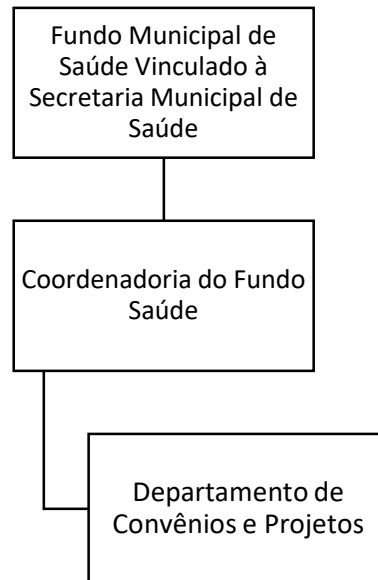 Fundo Municipal de
Saúde Vinculado à
Secretaria Municipal de
Saúde
Coordenadoria do Fundo
Saúde
Departamento de
Convênios e Projetos